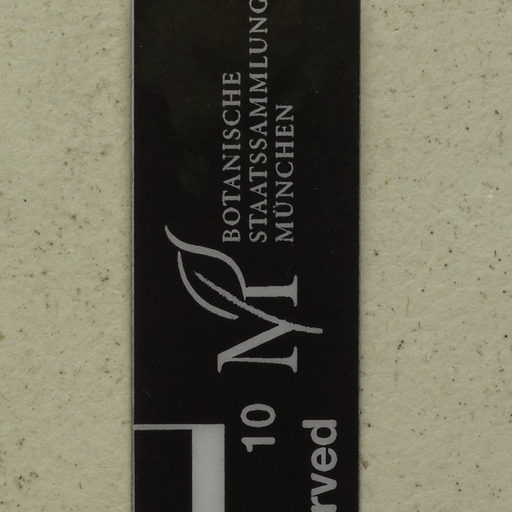 BOTANISCHE
STAATSSAMMLUNG
MÜNCHEN
M
10
rved